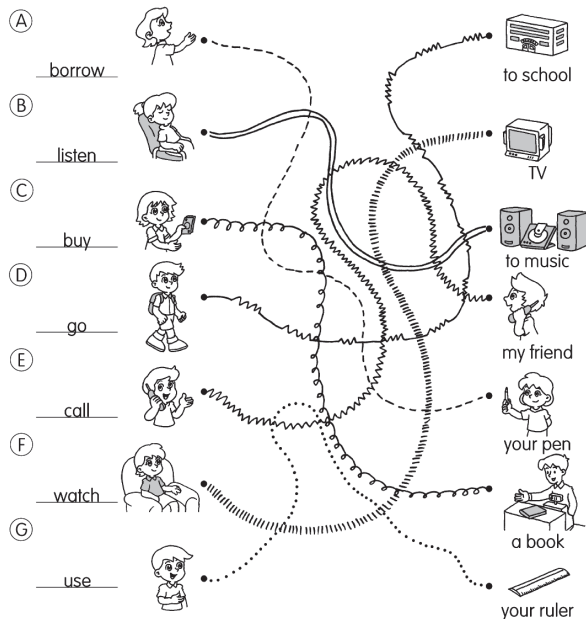 A
borrow
to school
B
listen
TV
C
buy
to music
D
go
my friend
E
call
your pen
F
watch
a book
G
use
your ruler